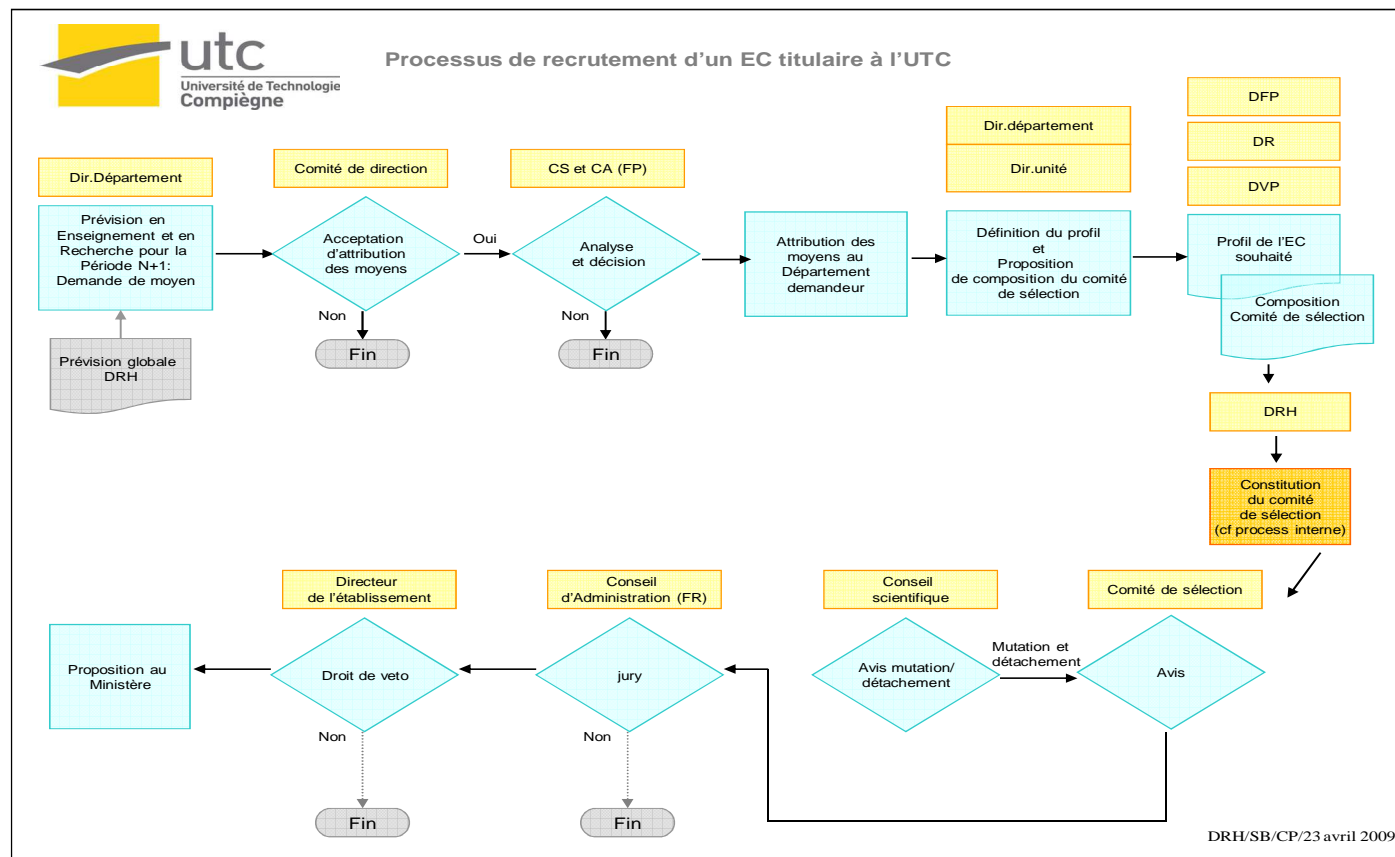 utc
Université de Technologie
Compiègne
Processus de recrutement d'un EC titulaire à l'UTC
Dir.Département
Prévision en
Enseignement et en
Recherche pour la
Période N+1:
Demande de moyen
Prévision globale
DRH
Comité de direction
Acceptation
d'attribution
des moyens
Oui
Non
Fin
CS et CA (FP)
Analyse
et décision
Non
Fin
Attribution des
moyens au
Département
demandeur
Dir.département
Dir.unité
Définition du profil
et
Proposition
de composition du comité
de sélection
DFP
DR
DVP
Profil de l'EC
souhaité
Composition
Comité de sélection
DRH
Constitution
du comité
de sélection
(cf process interne)
Comité de sélection
Avis
Conseil
scientifique
Avis mutation/
détachement
Mutation et
détachement
Conseil
d'Administration (FR)
jury
Non
Fin
Directeur
de l'établissement
Droit de veto
Non
Fin
Proposition au
Ministère
DRH/SB/CP/23 avril 2009